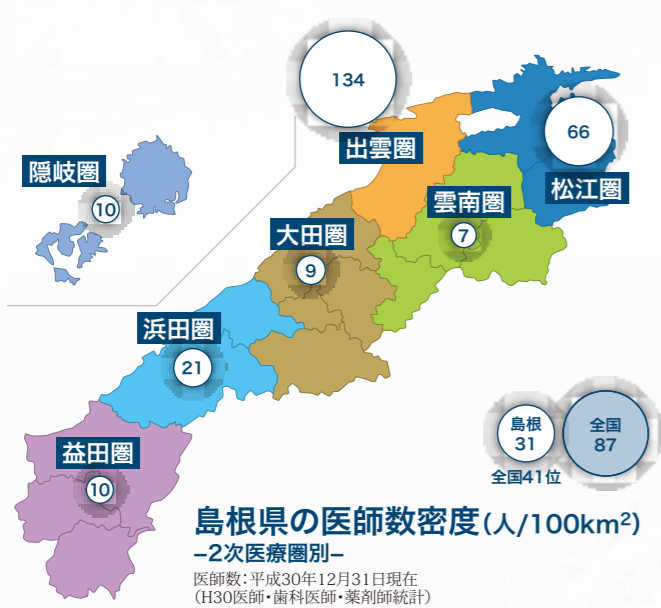 134
出雲圏
66
松江圏
隠岐圏
10
雲南圏
7
大田圏
9
浜田圏
21
益田圏
10
島根
31
全国41位
全国
87
島根県の医師数密度(人/100km²)
–2次医療圏別–
医師数:平成30年12月31日現在
(H30医師・歯科医師・薬剤師統計)